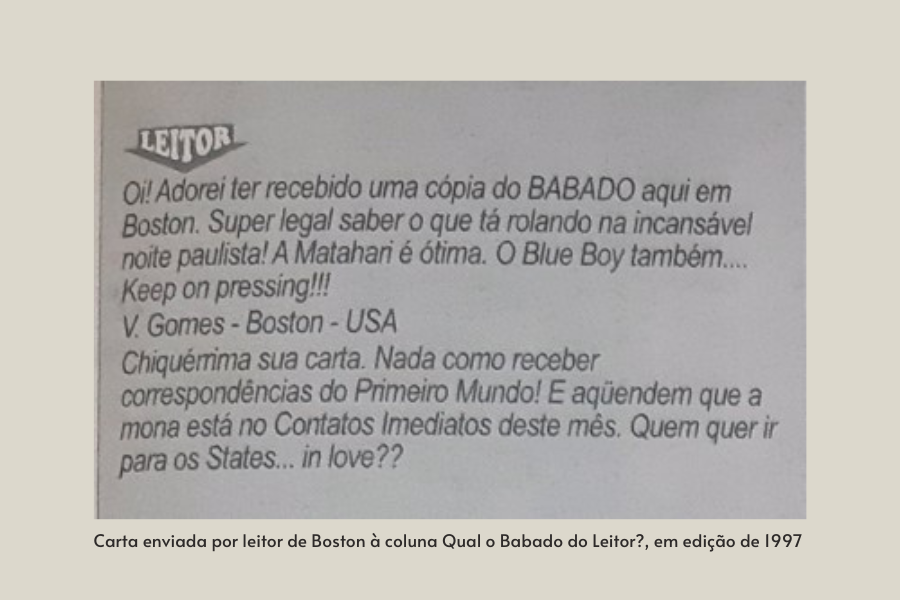 LEITOR
Oi! Adorei ter recebido uma cópia do BABADO aqui em
Boston. Super legal saber o que tá rolando na incansável
noite paulista! A Matahari é ótima. O Blue Boy também....
Keep on pressing!!!
V. Gomes - Boston - USA
Chiquérrima sua carta. Nada como receber
correspondências do Primeiro Mundo! E aqüendem que a
mona está no Contatos Imediatos deste mês. Quem quer ir
para os States... in love??
Carta enviada por leitor de Boston à coluna Qual o Babado do Leitor?, em edição de 1997